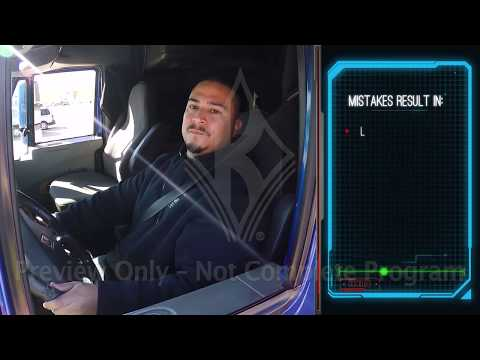 MISTAKES RESULT IN:
L
Preview Only - Not Complete Program
®